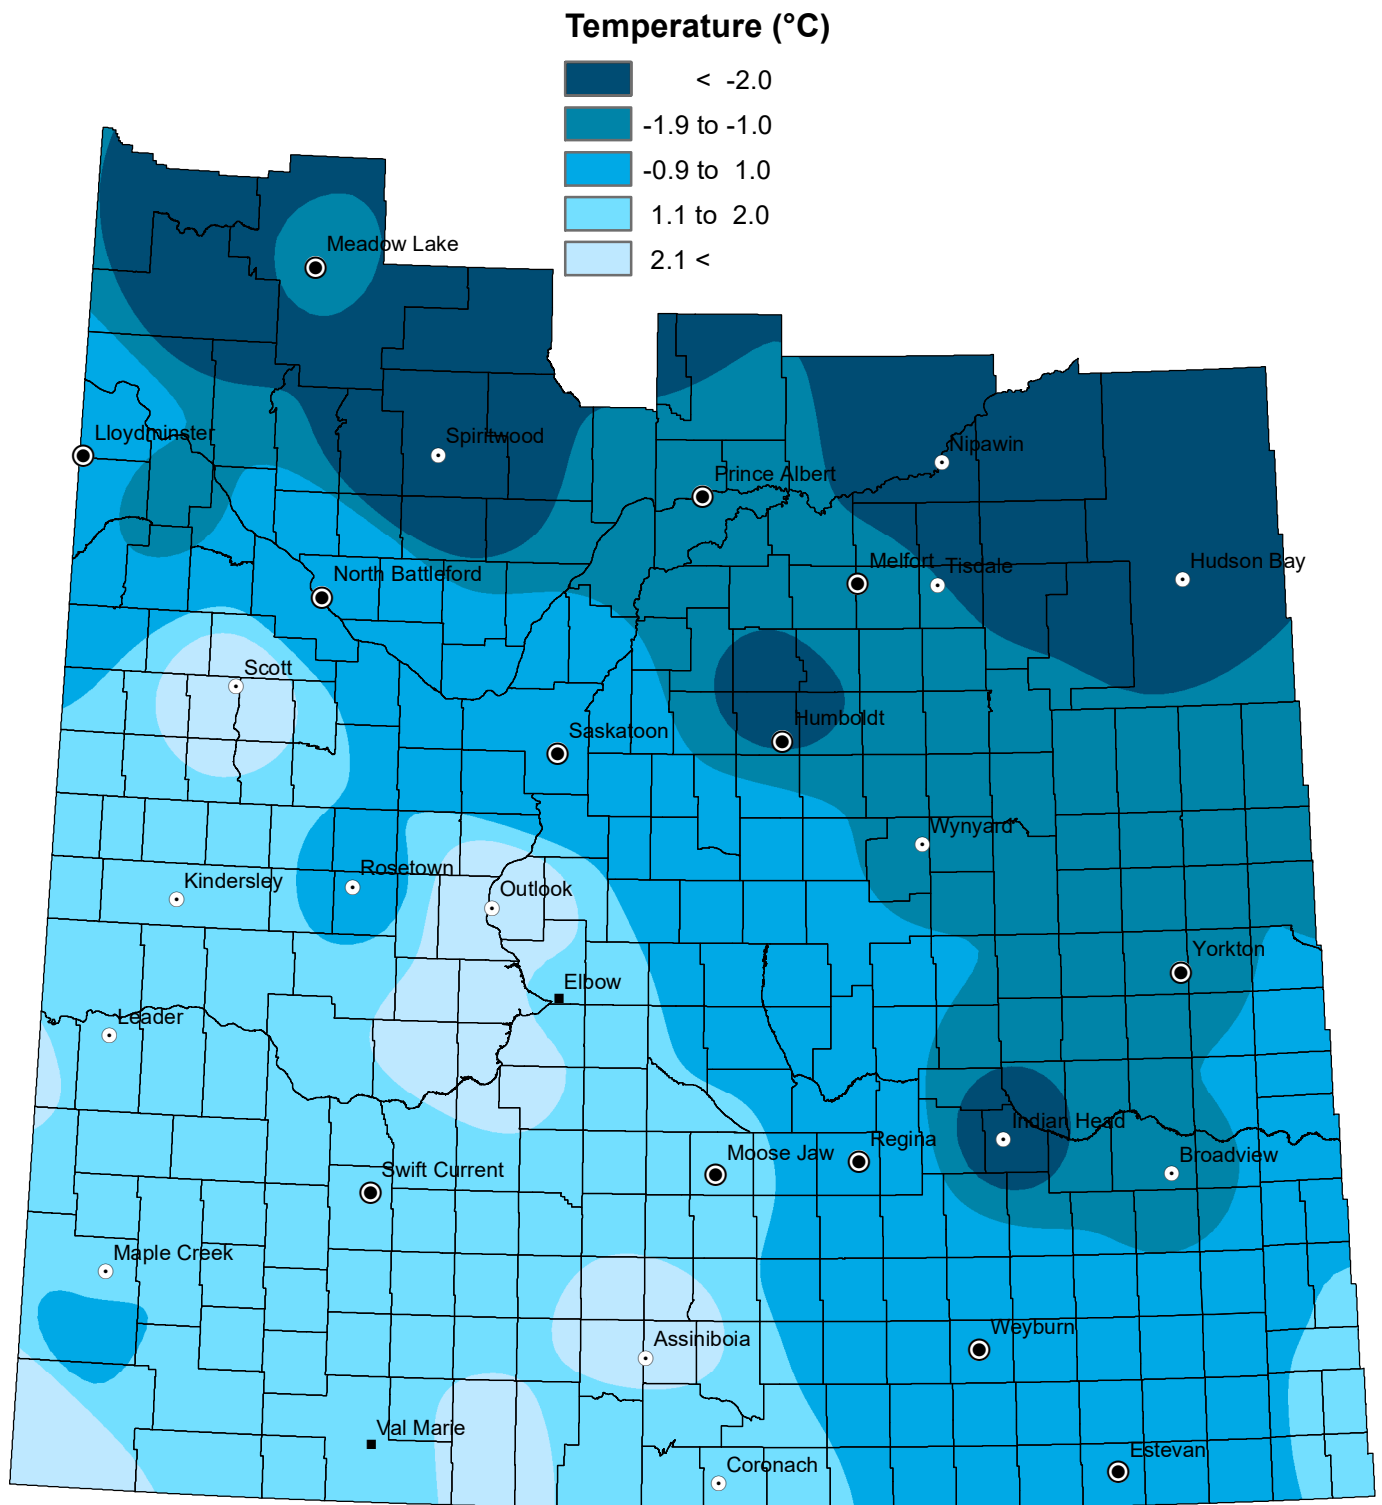 Temperature (°C)
< -2.0
-1.9 to -1.0
-0.9 to 1.0
1.1 to 2.0
2.1 <
Meadow Lake
Lloydminster
Spiritwood
Nipawin
Prince Albert
Hudson Bay
Melfort
Tisdale
North Battleford
Scott
Humboldt
Saskatoon
Wynyard
Rosetown
Kindersley
Outlook
Yorkton
Elbow
Leader
Indian Head
Regina
Moose Jaw
Broadview
Swift Current
Maple Creek
Weyburn
Assiniboia
Val Marie
Estevan
Coronach